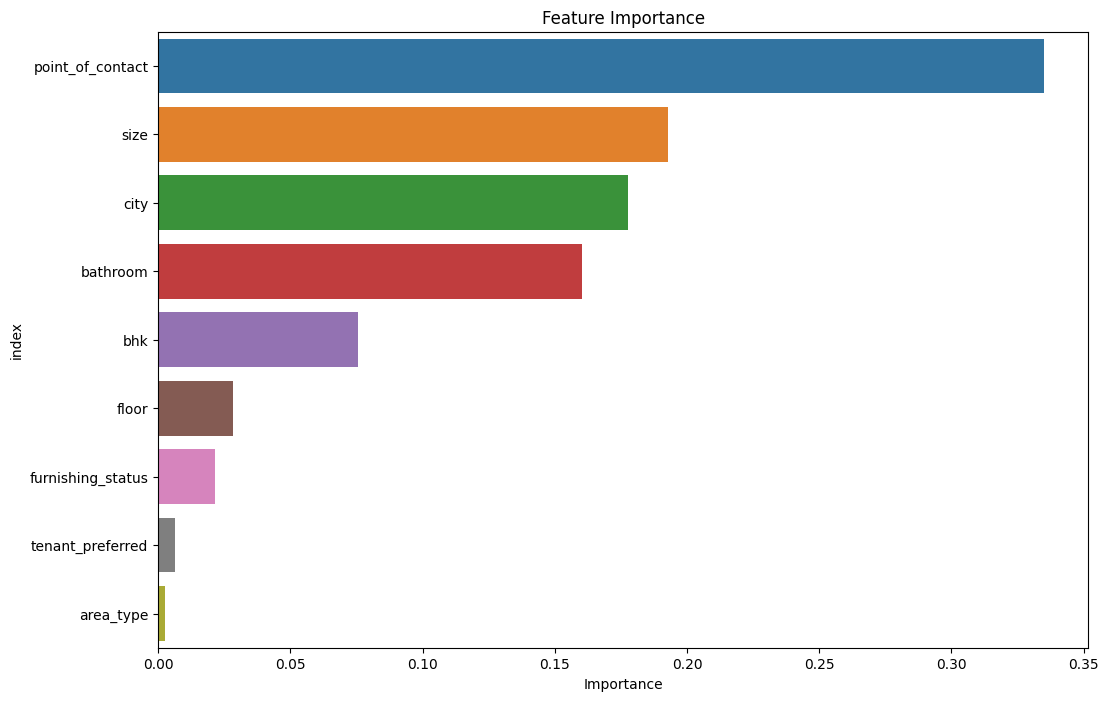 Feature Importance
point_of_contact
size
city
bathroom
bhk
floor
furnishing_status
tenant_preferred
area_type
index
0.00 0.05 0.10 0.15 0.20 0.25 0.30 0.35
Importance